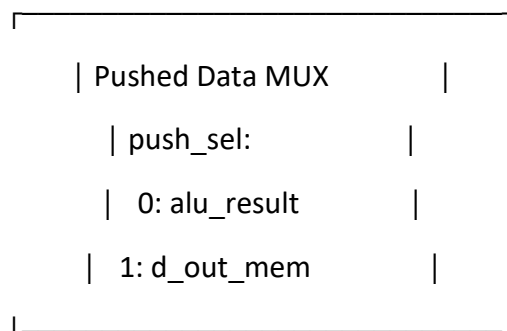 | Pushed Data MUX |
| push_sel: |
| 0: alu_result |
| 1: d_out_mem |